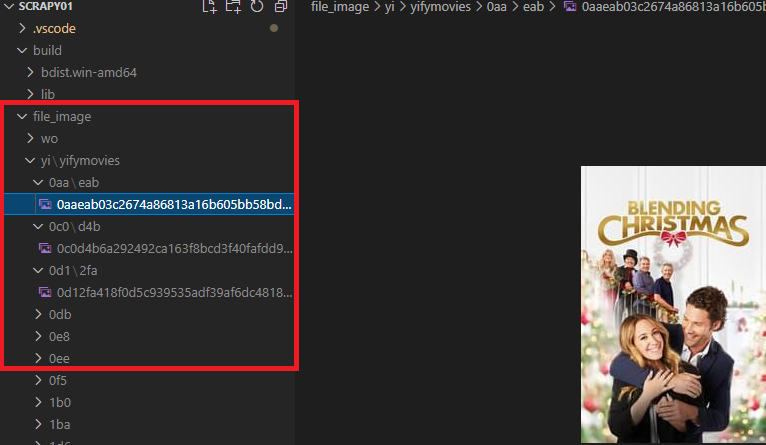 SCRAPY01
.vscode
build
bdist.win-amd64
lib
file_image
wo
yi\yifymovies
0aa\eab
0aaeab03c2674a86813a16b605bb58bd...
0c0\d4b
0c0d4b6a292492ca163f8bcd3f40fafdd9...
0d1\2fa
0d12fa418f0d5c939535adf39af6dc4818...
0db
0e8
0ee
0f5
1b0
1ba
1d6
file_image > yi > yifymovies > 0aa > eab > 0aaeab03c2674a86813a16b605
BLENDING
CHRISTMAS